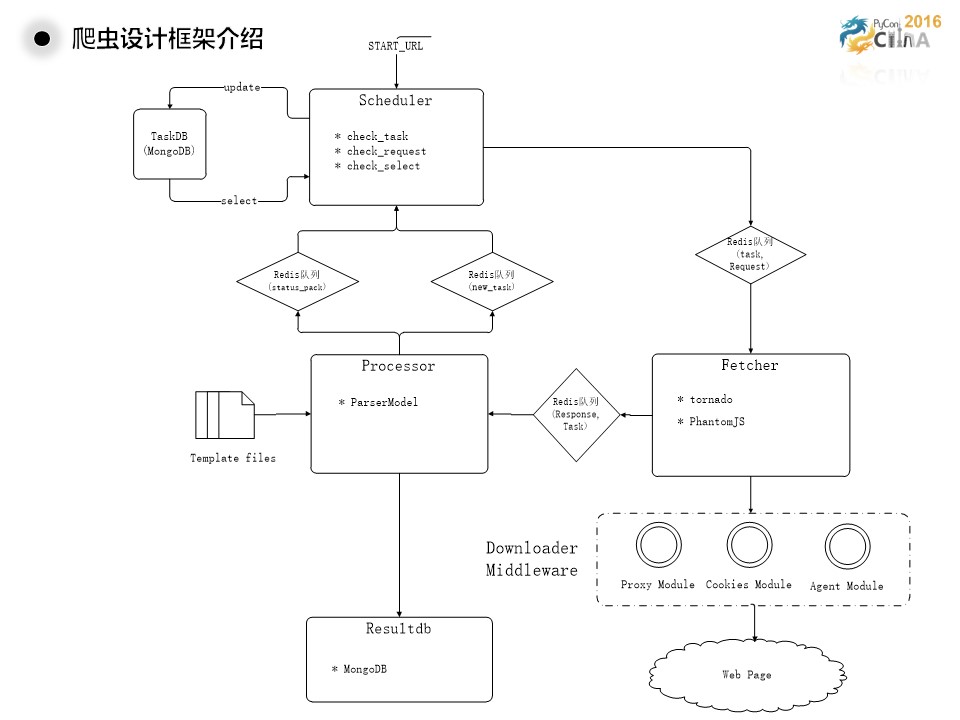 爬虫设计框架介绍
PyCon 2016
CHINA
START_URL
update
Scheduler
TaskDB
(MongoDB)
* check_task
* check_request
* check_select
select
Redis队列
(task,
Request)
Redis队列
(status_pack)
Redis队列
(new_task)
Processor
Fetcher
* ParserModel
Redis队列
(Response,
Task)
* tornado
* PhantomJS
Template files
Downloader
Middleware
Proxy Module
Cookies Module
Agent Module
Resultdb
* MongoDB
Web Page